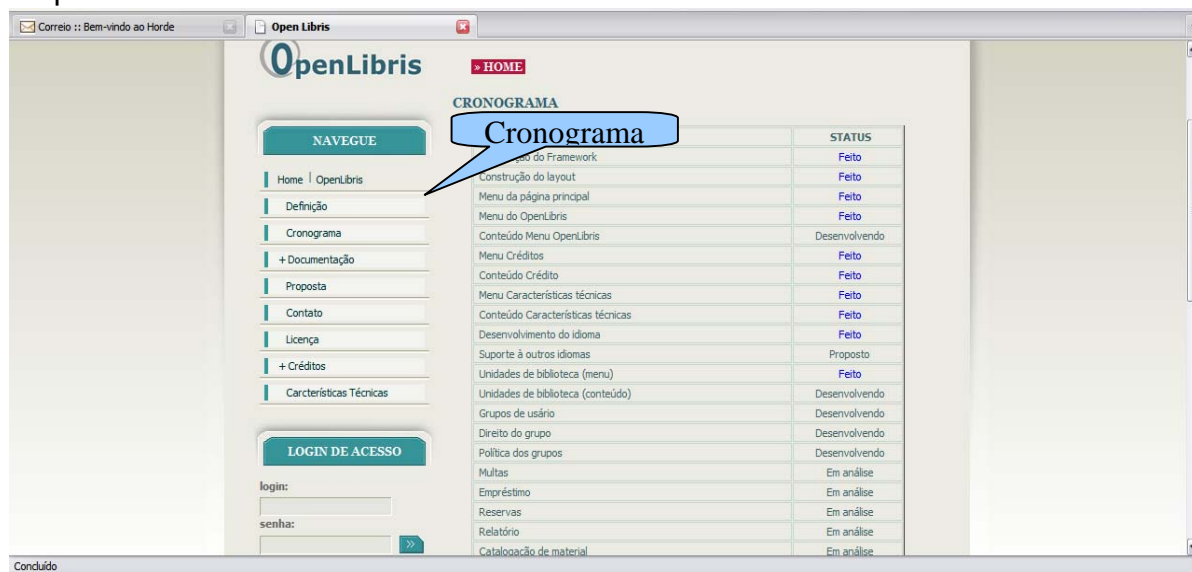 Correio :: Bem-vindo ao Horde
Open Libris
OpenLibris
» HOME
CRONOGRAMA
Cronograma
NAVEGUE
Home | OpenLibris
Definição
Cronograma
+ Documentação
Proposta
Contato
Licença
+ Créditos
Carcterísticas Técnicas
LOGIN DE ACESSO
login:
senha:
»
STATUS
do Framework Feito
Construção do layout Feito
Menu da página principal Feito
Menu do OpenLibris Feito
Conteúdo Menu OpenLibris Desenvolvendo
Menu Créditos Feito
Conteúdo Crédito Feito
Menu Características técnicas Feito
Conteúdo Características técnicas Feito
Desenvolvimento do idioma Feito
Suporte à outros idiomas Proposto
Unidades de biblioteca (menu) Feito
Unidades de biblioteca (conteúdo) Desenvolvendo
Grupos de usário Desenvolvendo
Direito do grupo Desenvolvendo
Política dos grupos Desenvolvendo
Multas Em análise
Empréstimo Em análise
Reservas Em análise
Relatório Em análise
Catalogação de material Em análise
Concluído